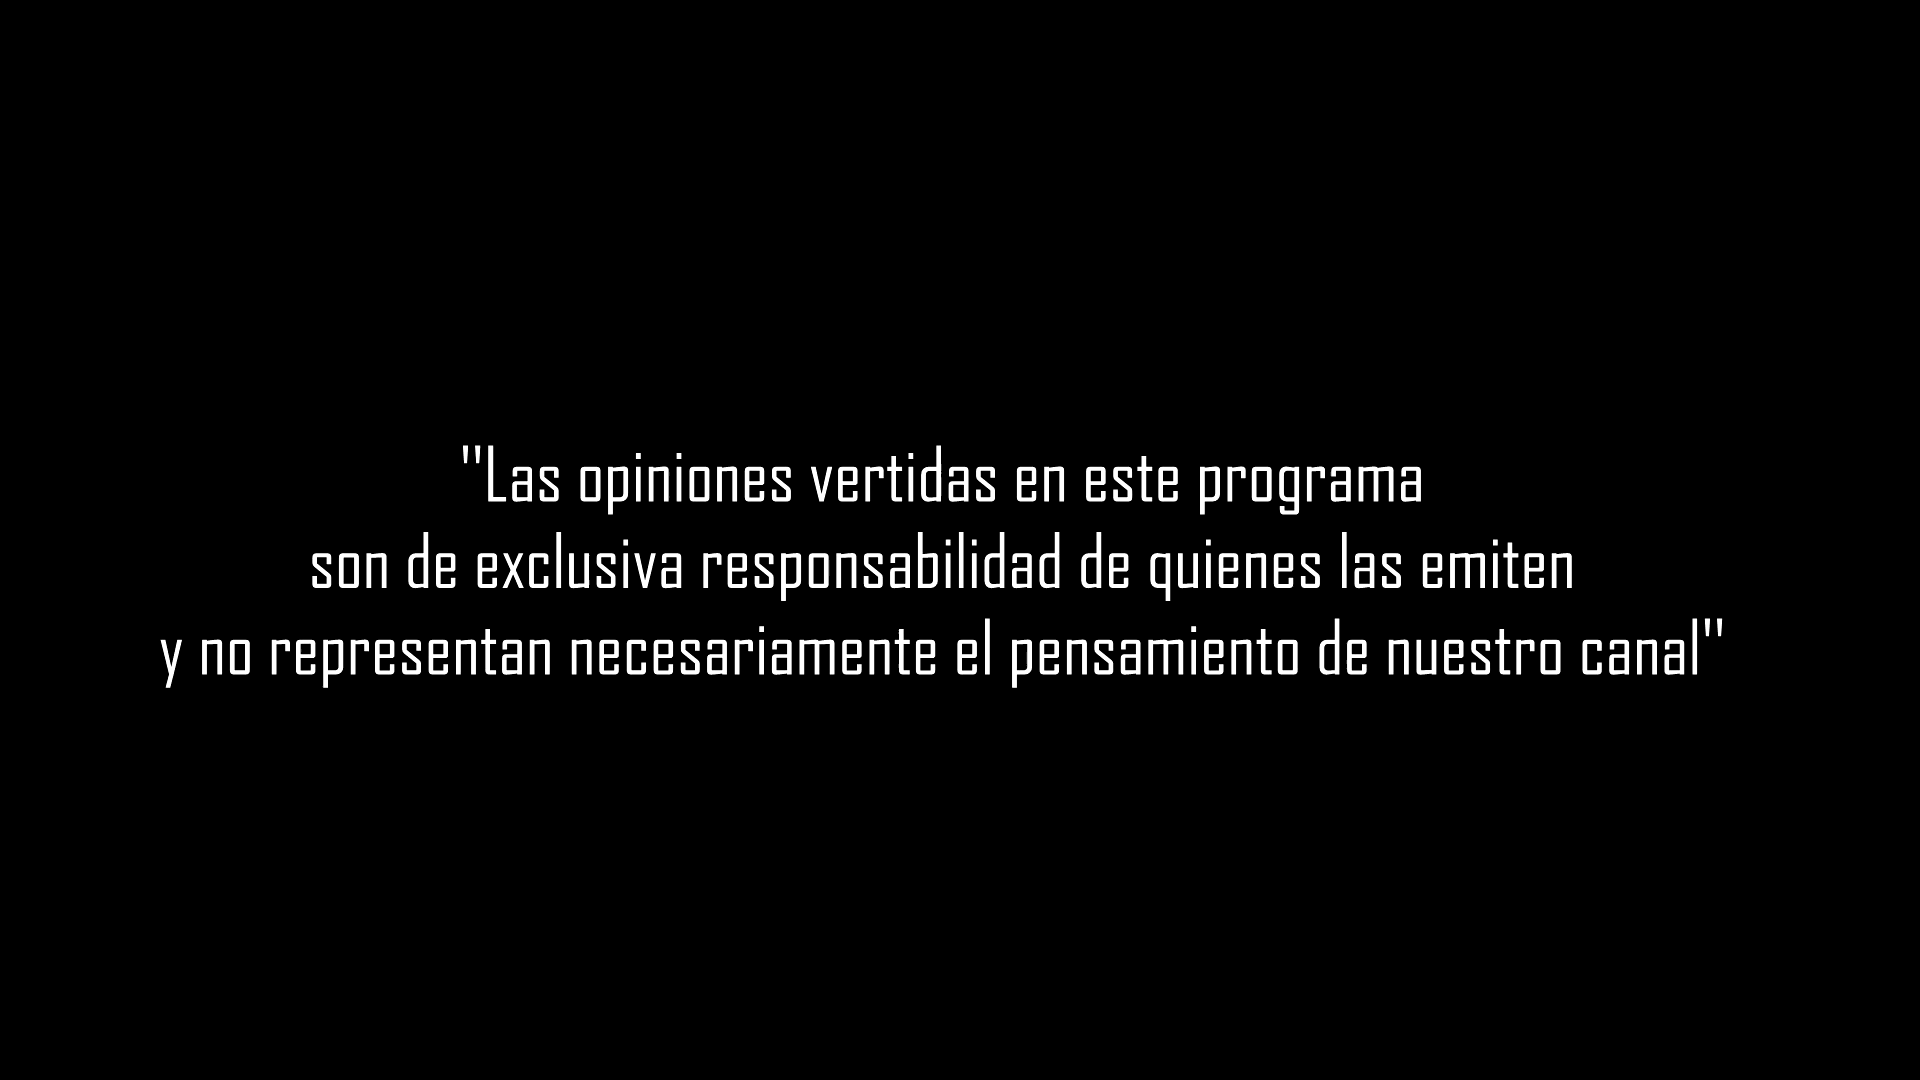 "Las opiniones vertidas en este programa
son de exclusiva responsabilidad de quienes las emiten
y no representan necesariamente el pensamiento de nuestro canal"